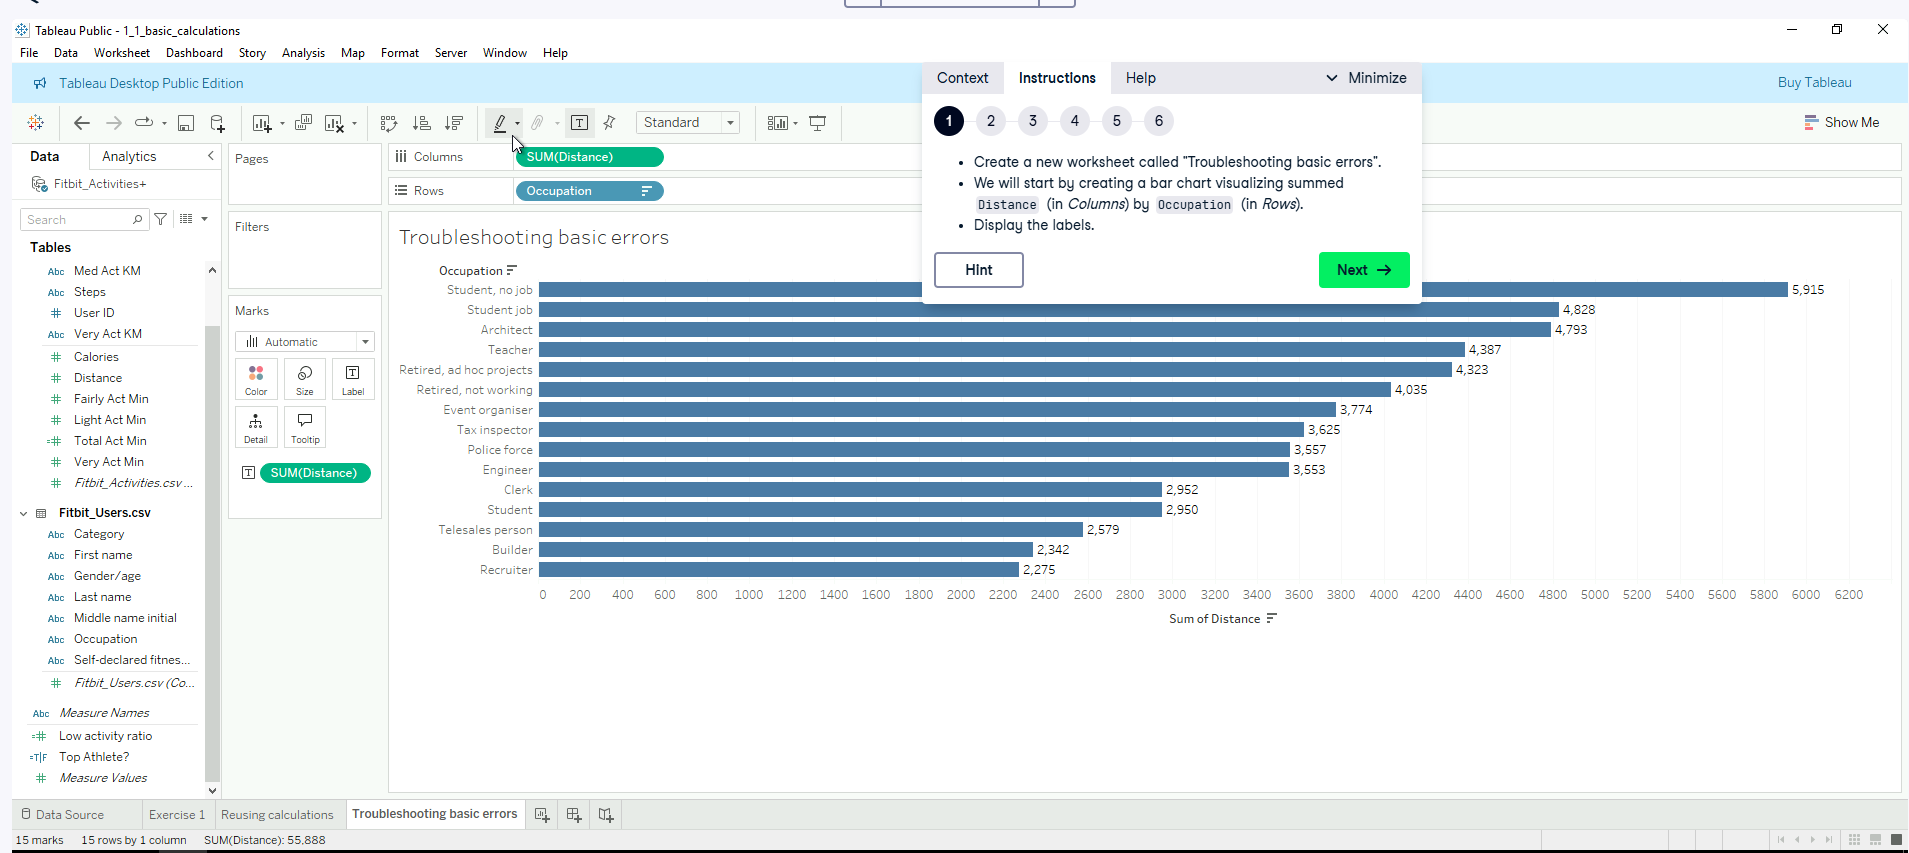 Tableau Public - 1_1_basic_calculations
File Data Worksheet Dashboard Story Analysis Map Format Server Window Help
Tableau Desktop Public Edition
Buy Tableau
Standard
Show Me
Context Instructions Help Minimize
1 2 3 4 5 6
• Create a new worksheet called "Troubleshooting basic errors".
• We will start by creating a bar chart visualizing summed
Distance (in Columns) by Occupation (in Rows).
• Display the labels.
Hint
Next →
Data Analytics
Fitbit_Activities+
Search
Tables
Abc Med Act KM
Abc Steps
# User ID
Abc Very Act KM
# Calories
# Distance
# Fairly Act Min
# Light Act Min
=# Total Act Min
# Very Act Min
# Fitbit_Activities.csv ...
Fitbit_Users.csv
Abc Category
Abc First name
Abc Gender/age
Abc Last name
Abc Middle name initial
Abc Occupation
Abc Self-declared fitnes...
# Fitbit_Users.csv (Co...
Abc Measure Names
=# Low activity ratio
=T|F Top Athlete?
# Measure Values
Pages
Filters
Marks
Automatic
Color Size Label
Detail Tooltip
SUM(Distance)
Columns SUM(Distance)
Rows Occupation
Troubleshooting basic errors
Occupation
Student, no job 5,915
Student job 4,828
Architect 4,793
Teacher 4,387
Retired, ad hoc projects 4,323
Retired, not working 4,035
Event organiser 3,774
Tax inspector 3,625
Police force 3,557
Engineer 3,553
Clerk 2,952
Student 2,950
Telesales person 2,579
Builder 2,342
Recruiter 2,275
0 200 400 600 800 1000 1200 1400 1600 1800 2000 2200 2400 2600 2800 3000 3200 3400 3600 3800 4000 4200 4400 4600 4800 5000 5200 5400 5600 5800 6000 6200
Sum of Distance
Data Source Exercise 1 Reusing calculations Troubleshooting basic errors
15 marks 15 rows by 1 column SUM(Distance): 55,888